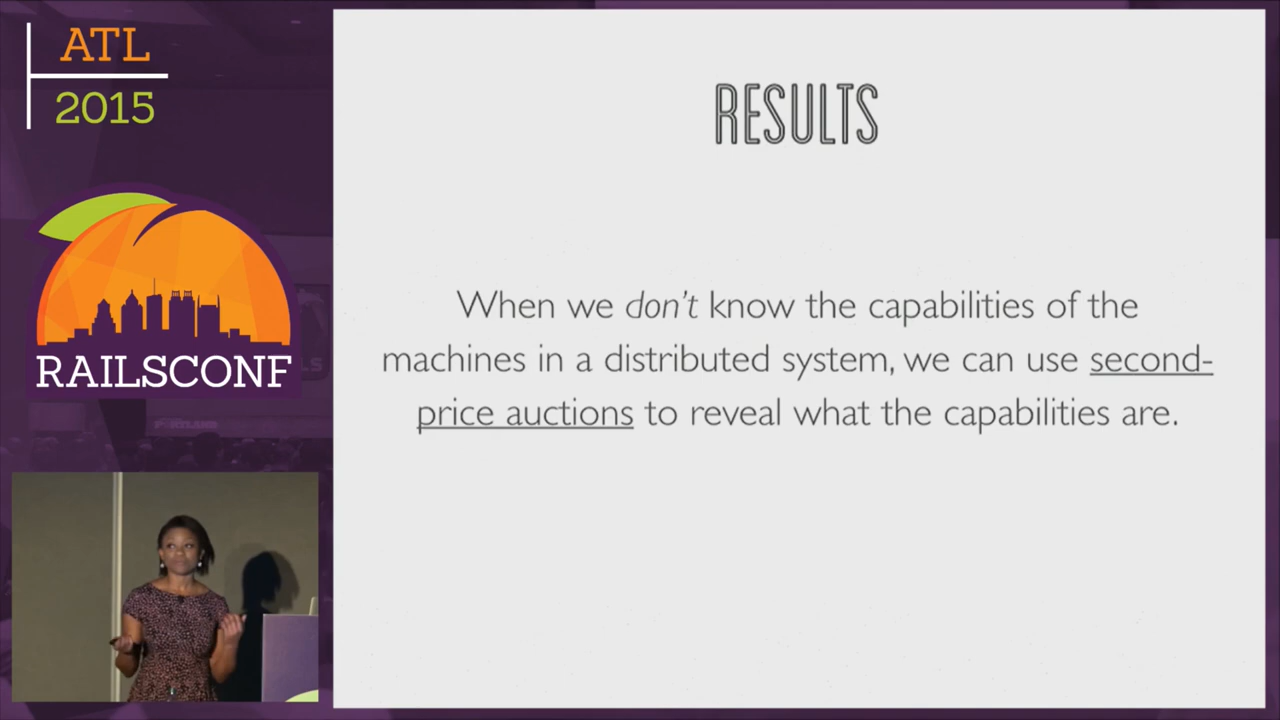 ATL
2015
RAILSCONF
RESULTS
When we don't know the capabilities of the
machines in a distributed system, we can use second-
price auctions to reveal what the capabilities are.